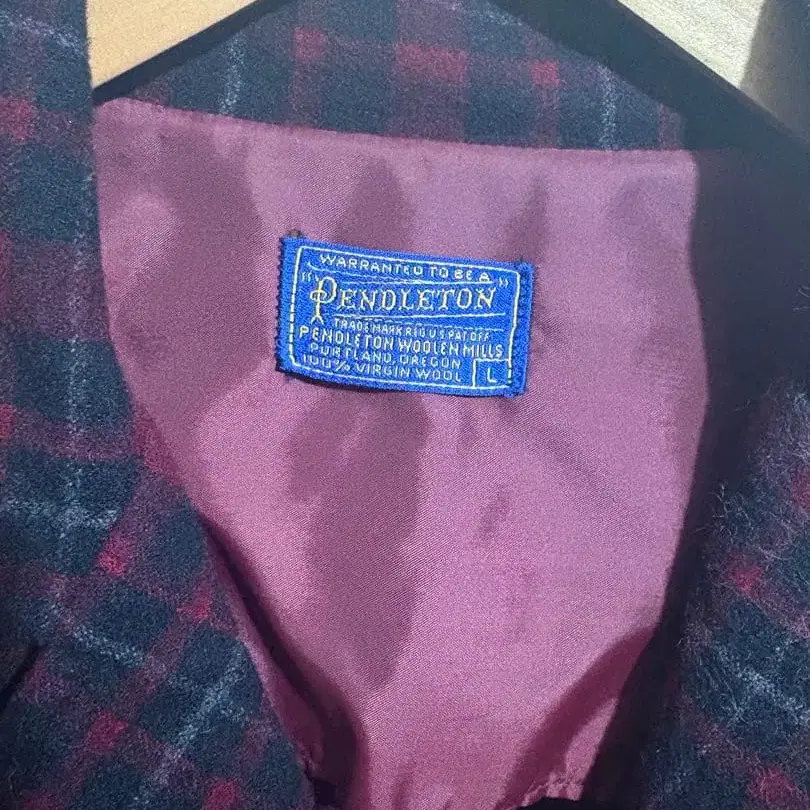 WARRANTED TO BE A
"PENDLETON"
TRADE MARK REG U S PAT OFF
PENDLETON WOOLEN MILLS
PORTLAND, OREGON
100% VIRGIN WOOL L